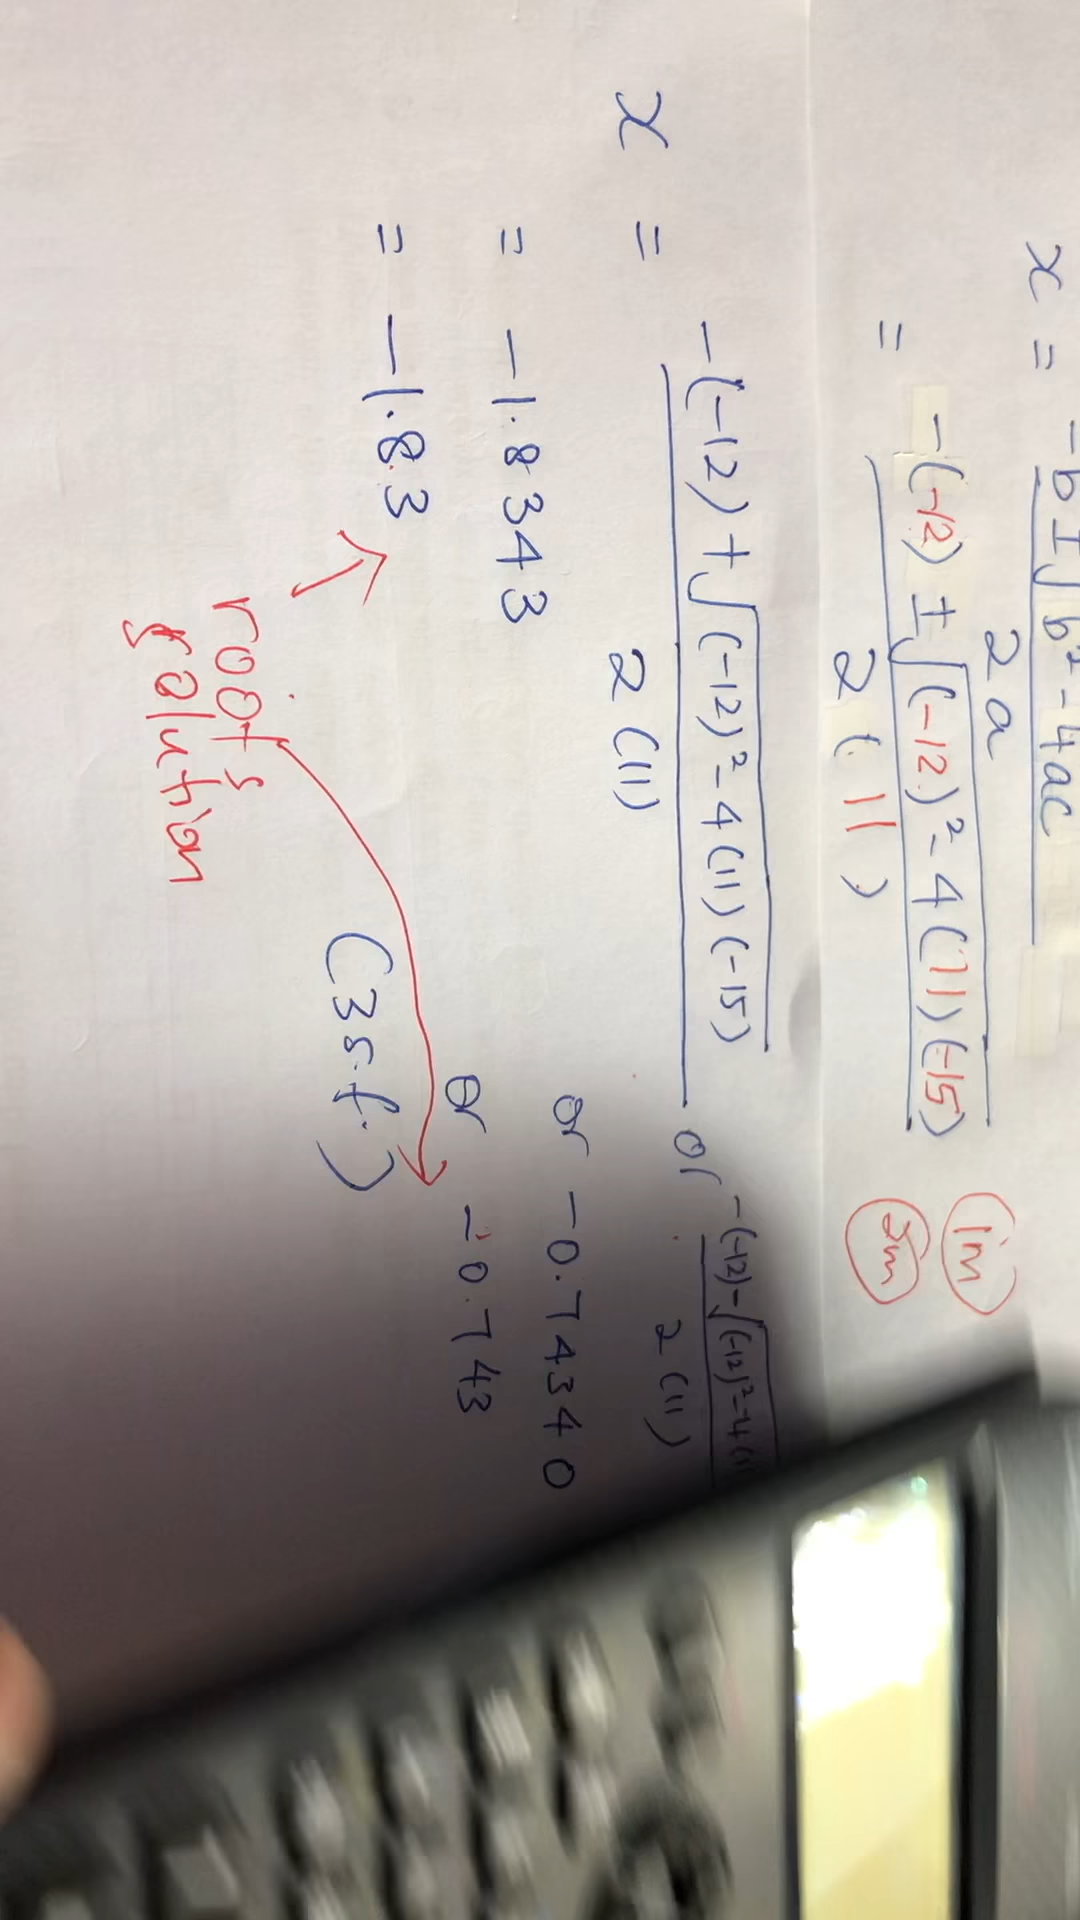 x = -b ± √b² - 4ac / 2a
= -(-12) ± √(-12)² - 4(11)(-15) / 2(11)
1m
3m
x = -(-12) + √(-12)² - 4(11)(-15) / 2(11) or -(-12) - √(-12)² - 4(1 / 2(11)
= -1.8343 or -0.74340
= -1.83 or -0.743
(3s.f.)
roots
solution